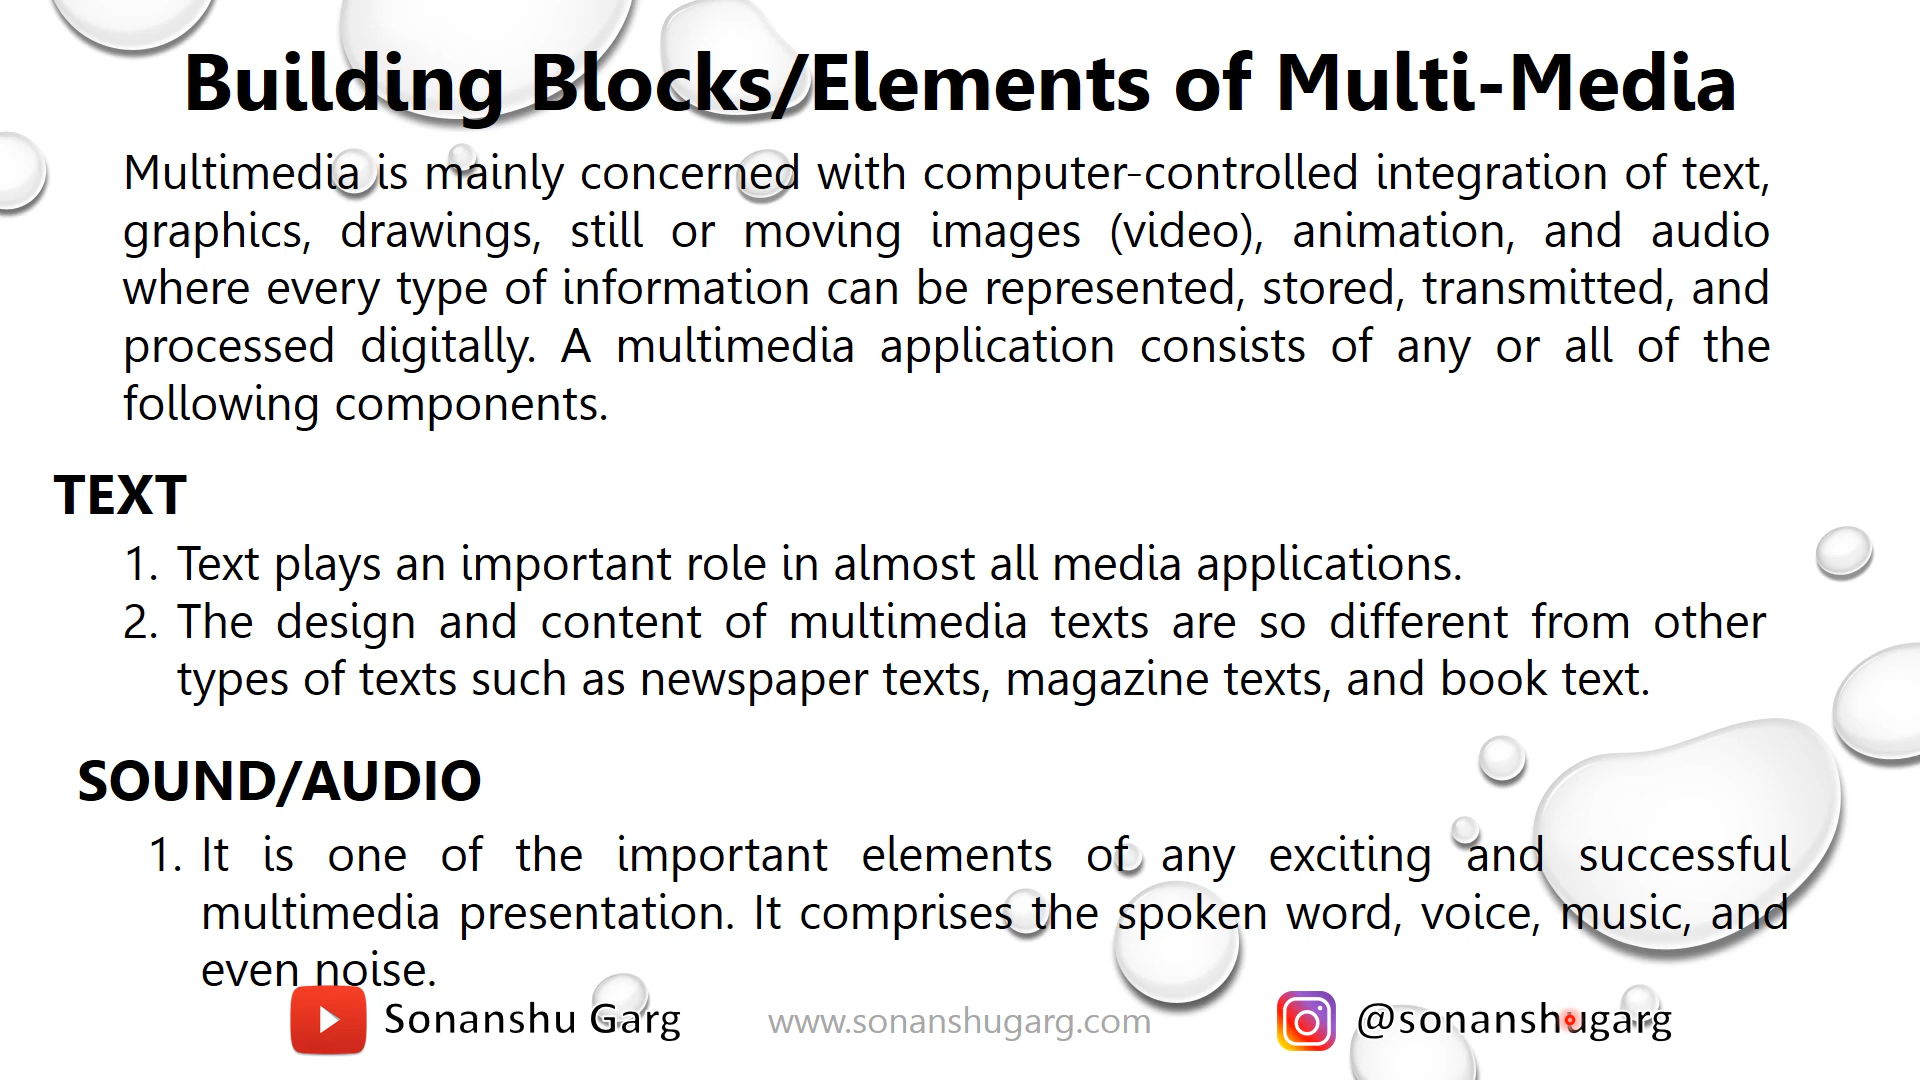 Building Blocks/Elements of Multi-Media
Multimedia is mainly concerned with computer-controlled integration of text,
graphics, drawings, still or moving images (video), animation, and audio
where every type of information can be represented, stored, transmitted, and
processed digitally. A multimedia application consists of any or all of the
following components.
TEXT
1. Text plays an important role in almost all media applications.
2. The design and content of multimedia texts are so different from other
types of texts such as newspaper texts, magazine texts, and book text.
SOUND/AUDIO
1. It is one of the important elements of any exciting and successful
multimedia presentation. It comprises the spoken word, voice, music, and
even noise.
Sonanshu Garg www.sonanshugarg.com @sonanshugarg